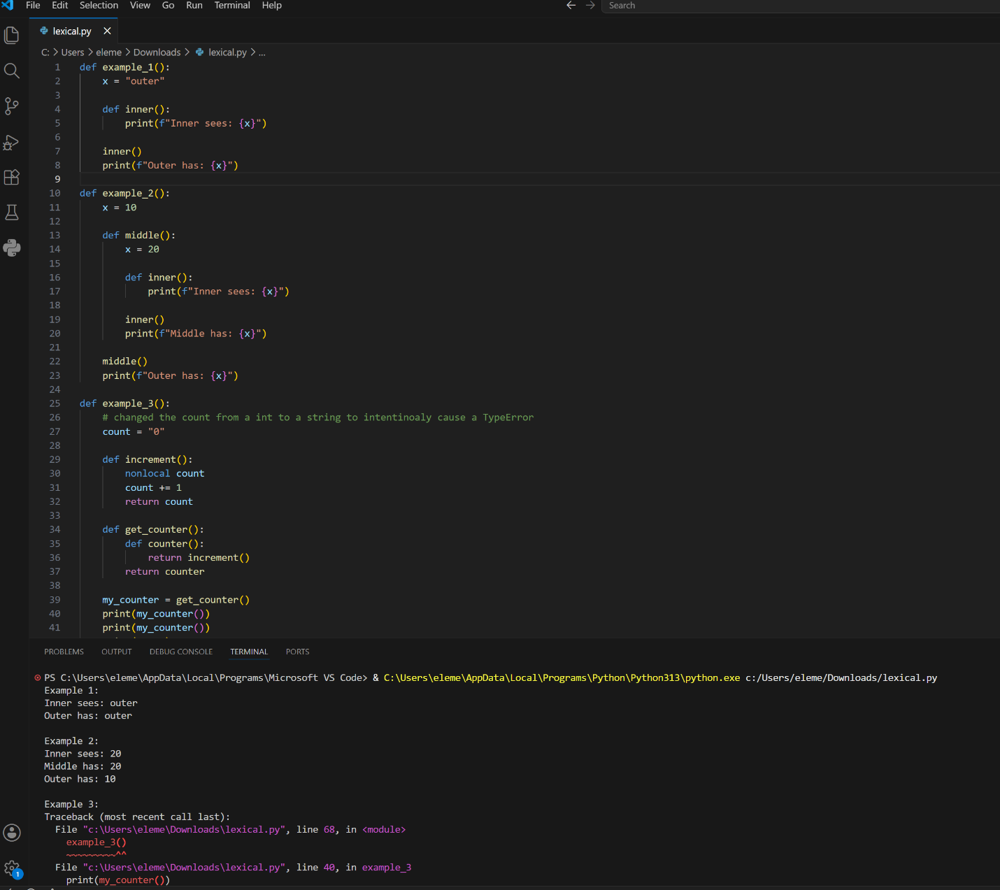 File Edit Selection View Go Run Terminal Help Search
lexical.py
C: > Users > eleme > Downloads > lexical.py > ...
1 def example_1():
2     x = "outer"
3
4     def inner():
5         print(f"Inner sees: {x}")
6
7     inner()
8     print(f"Outer has: {x}")
9
10 def example_2():
11     x = 10
12
13     def middle():
14         x = 20
15
16         def inner():
17             print(f"Inner sees: {x}")
18
19         inner()
20         print(f"Middle has: {x}")
21
22     middle()
23     print(f"Outer has: {x}")
24
25 def example_3():
26     # changed the count from a int to a string to intentinoaly cause a TypeError
27     count = "0"
28
29     def increment():
30         nonlocal count
31         count += 1
32         return count
33
34     def get_counter():
35         def counter():
36             return increment()
37         return counter
38
39     my_counter = get_counter()
40     print(my_counter())
41     print(my_counter())
PROBLEMS OUTPUT DEBUG CONSOLE TERMINAL PORTS
PS C:\Users\eleme\AppData\Local\Programs\Microsoft VS Code> & C:\Users\eleme\AppData\Local\Programs\Python\Python313\python.exe c:/Users/eleme/Downloads/lexical.py
Example 1:
Inner sees: outer
Outer has: outer

Example 2:
Inner sees: 20
Middle has: 20
Outer has: 10

Example 3:
Traceback (most recent call last):
  File "c:\Users\eleme\Downloads\lexical.py", line 68, in <module>
    example_3()
    ~~~~~~~~~^^
  File "c:\Users\eleme\Downloads\lexical.py", line 40, in example_3
    print(my_counter())
1